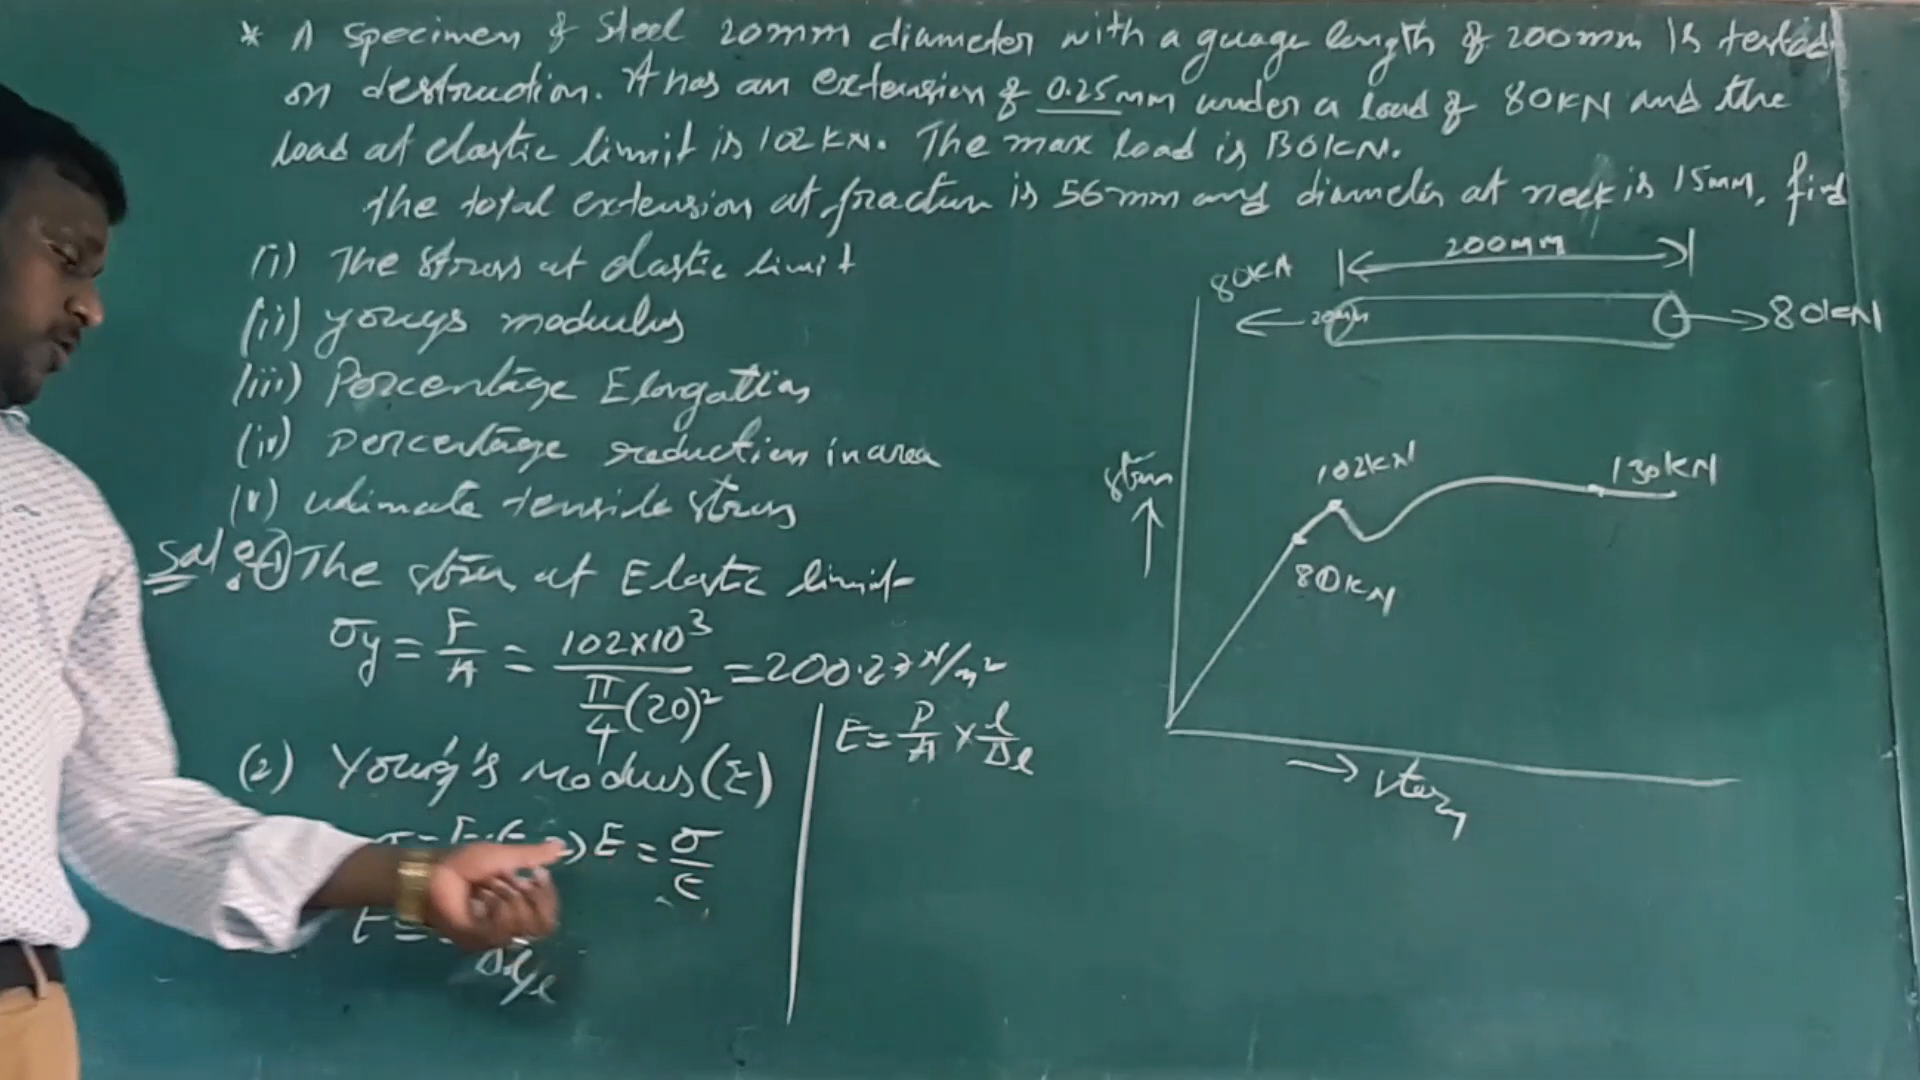 * A specimen of Steel 20mm diameter with a guage length of 200mm is tested
on destruction. It has an extension of 0.25mm under a load of 80KN and the
load at elastic limit is 102KN. The max load is 130KN.
the total extension at fracture is 56mm and diameter at neck is 15mm. find
(i) The stress at elastic limit
(ii) youngs modulus
(iii) Percentage Elongation
(iv) percentage reduction in area
(v) ultimate tensile stress
Sol: ① The stress at Elastic limit
σy = F/A = 102×10³ / π/4 (20)² = 200.27 N/m²
(2) Young's Modus (E)
⇒ E = σ/ε
Δl/l
E = P/A × l/Δl
200mm
80KN
20mm
80KN
stress
102KN
130KN
80KN